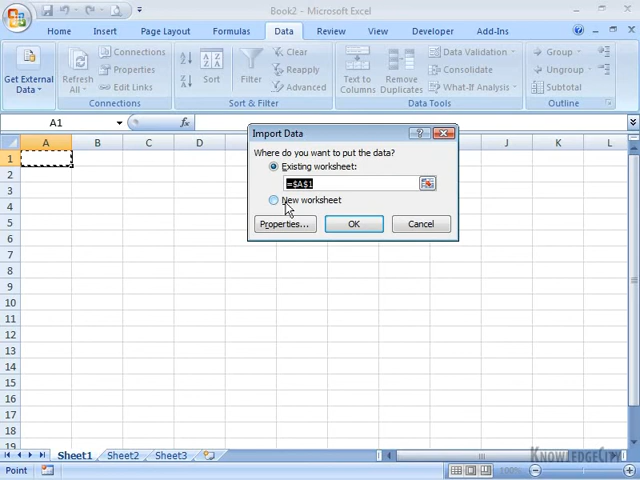 Book2 - Microsoft Excel
Home Insert Page Layout Formulas Data Review View Developer Add-Ins
Get External Data
Refresh All
Connections
Properties
Edit Links
Connections
A Z
Z A
Sort
Filter
Clear
Reapply
Advanced
Sort & Filter
Text to Columns
Remove Duplicates
Data Validation
Consolidate
What-If Analysis
Data Tools
Group
Ungroup
Subtotal
Outline
A1
fx
A B C D J K L
1
2
3
4
5
6
7
8
9
10
11
12
13
14
15
16
17
18
19
Import Data
?
Where do you want to put the data?
Existing worksheet:
=$A$1
New worksheet
Properties...
OK
Cancel
Sheet1 Sheet2 Sheet3
KnowledgeCity
Point
100%